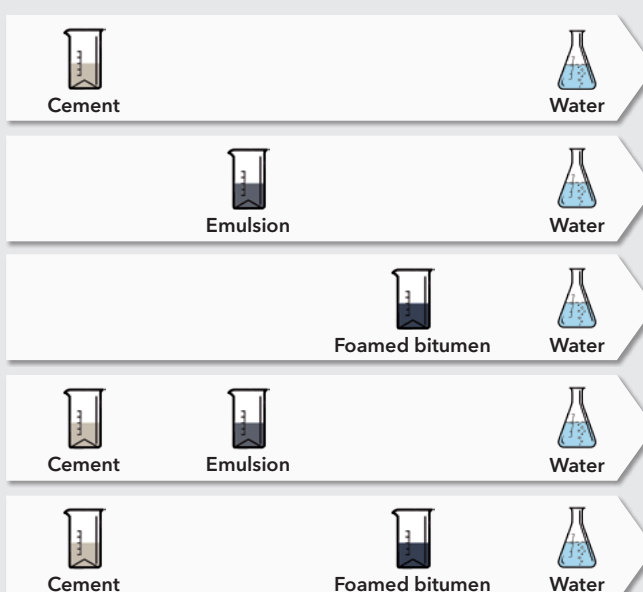 Cement Water
Emulsion Water
Foamed bitumen Water
Cement Emulsion Water
Cement Foamed bitumen Water